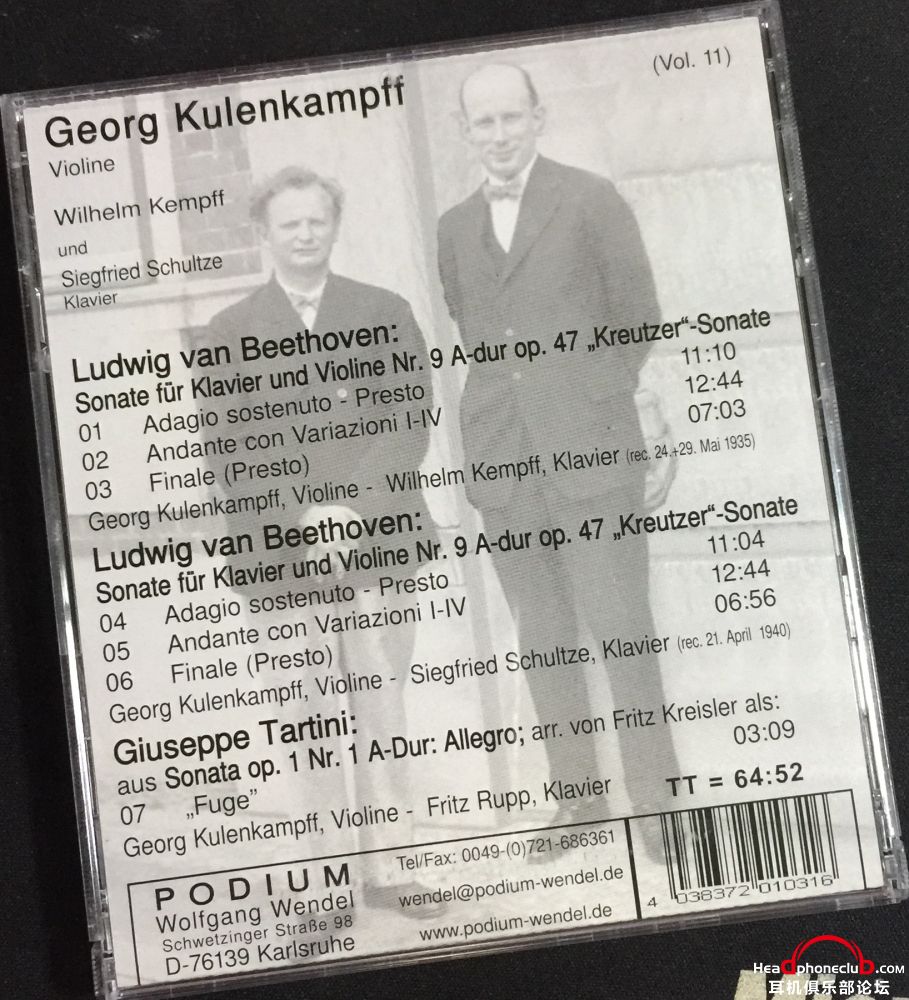 (Vol. 11)
Georg Kulenkampff
Violine
Wilhelm Kempff
und
Siegfried Schultze
Klavier
Ludwig van Beethoven:
Sonate für Klavier und Violine Nr. 9 A-dur op. 47 „Kreutzer“-Sonate
01 Adagio sostenuto - Presto 11:10
02 Andante con Variazioni I-IV 12:44
03 Finale (Presto) 07:03
Georg Kulenkampff, Violine - Wilhelm Kempff, Klavier (rec. 24.+29. Mai 1935)
Ludwig van Beethoven:
Sonate für Klavier und Violine Nr. 9 A-dur op. 47 „Kreutzer“-Sonate
04 Adagio sostenuto - Presto 11:04
05 Andante con Variazioni I-IV 12:44
06 Finale (Presto) 06:56
Georg Kulenkampff, Violine - Siegfried Schultze, Klavier (rec. 21. April 1940)
Giuseppe Tartini:
aus Sonata op. 1 Nr. 1 A-Dur: Allegro; arr. von Fritz Kreisler als:
07 „Fuge” 03:09
Georg Kulenkampff, Violine - Fritz Rupp, Klavier
TT = 64:52
PODIUM
Wolfgang Wendel
Schwetzinger Straße 98
D-76139 Karlsruhe
Tel/Fax: 0049-(0)721-686361
wendel@podium-wendel.de
www.podium-wendel.de
4 038372 010316
Headphoneclub.com
耳机俱乐部论坛